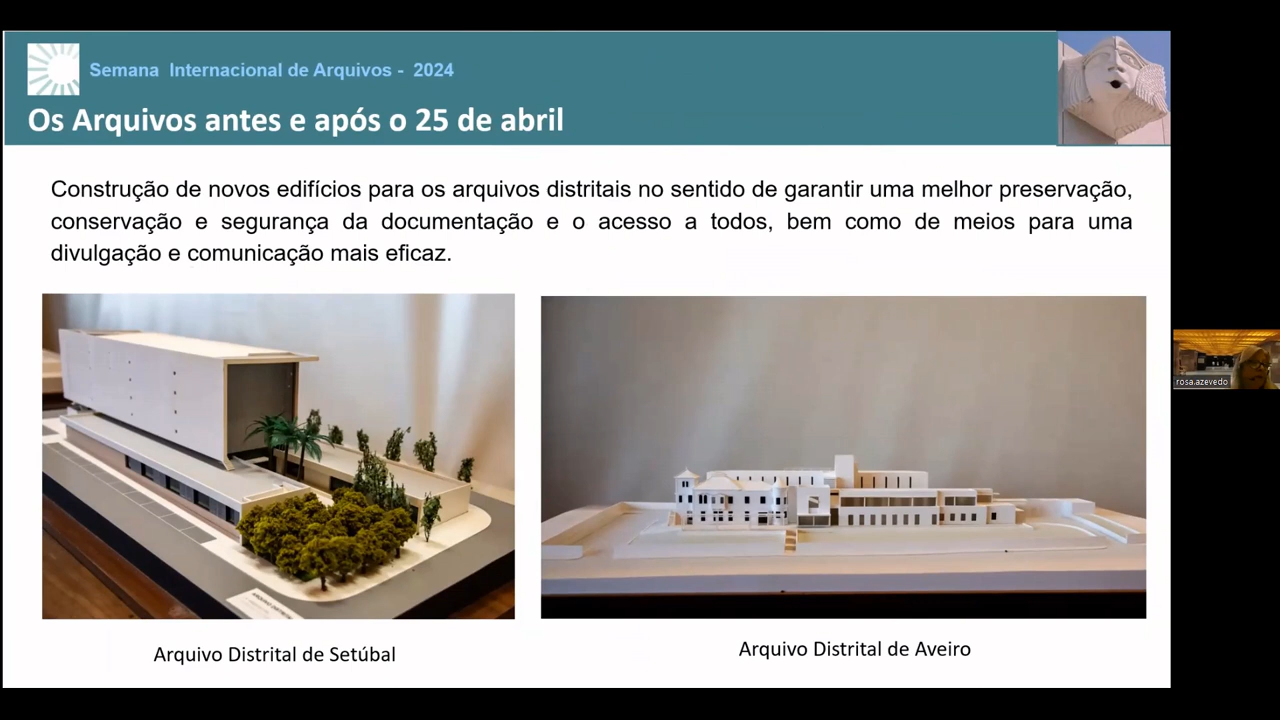 Semana Internacional de Arquivos - 2024
Os Arquivos antes e após o 25 de abril
Construção de novos edifícios para os arquivos distritais no sentido de garantir uma melhor preservação,
conservação e segurança da documentação e o acesso a todos, bem como de meios para uma
divulgação e comunicação mais eficaz.
rosa.azevedo
ARQUIVO DISTRITAL
Arquivo Distrital de Setúbal
Arquivo Distrital de Aveiro